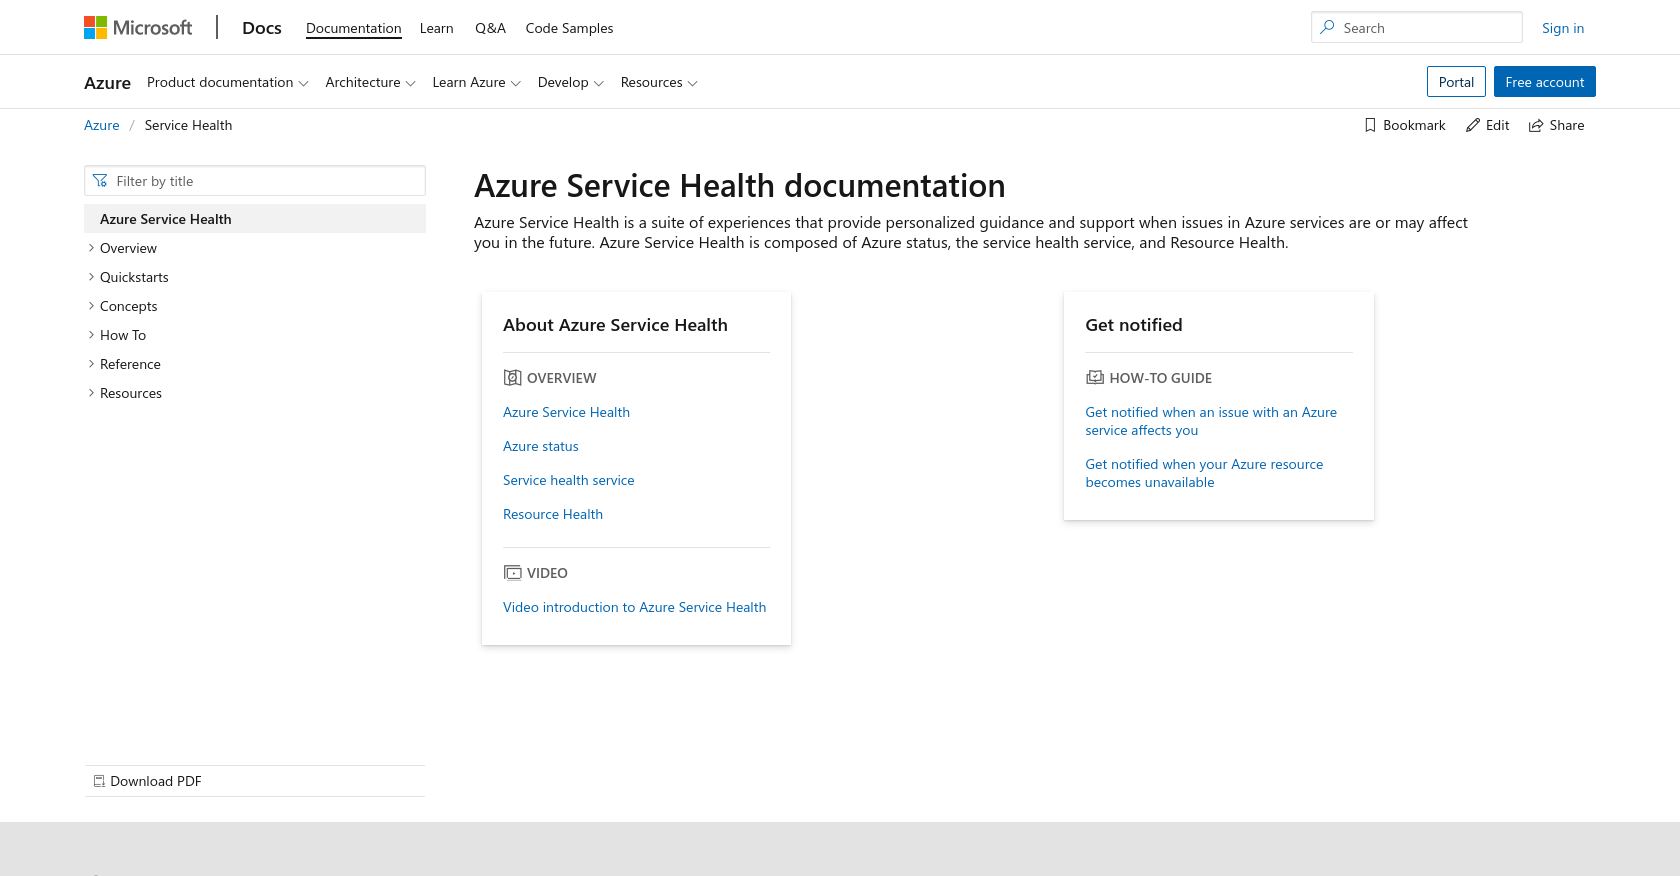 Microsoft
Docs
Documentation
Learn
Q&A
Code Samples
Search
Sign in
Azure
Product documentation
Architecture
Learn Azure
Develop
Resources
Portal
Free account
Azure / Service Health
Bookmark
Edit
Share
Filter by title
Azure Service Health
Overview
Quickstarts
Concepts
How To
Reference
Resources
Download PDF
Azure Service Health documentation
Azure Service Health is a suite of experiences that provide personalized guidance and support when issues in Azure services are or may affect
you in the future. Azure Service Health is composed of Azure status, the service health service, and Resource Health.
About Azure Service Health
OVERVIEW
Azure Service Health
Azure status
Service health service
Resource Health
VIDEO
Video introduction to Azure Service Health
Get notified
HOW-TO GUIDE
Get notified when an issue with an Azure
service affects you
Get notified when your Azure resource
becomes unavailable